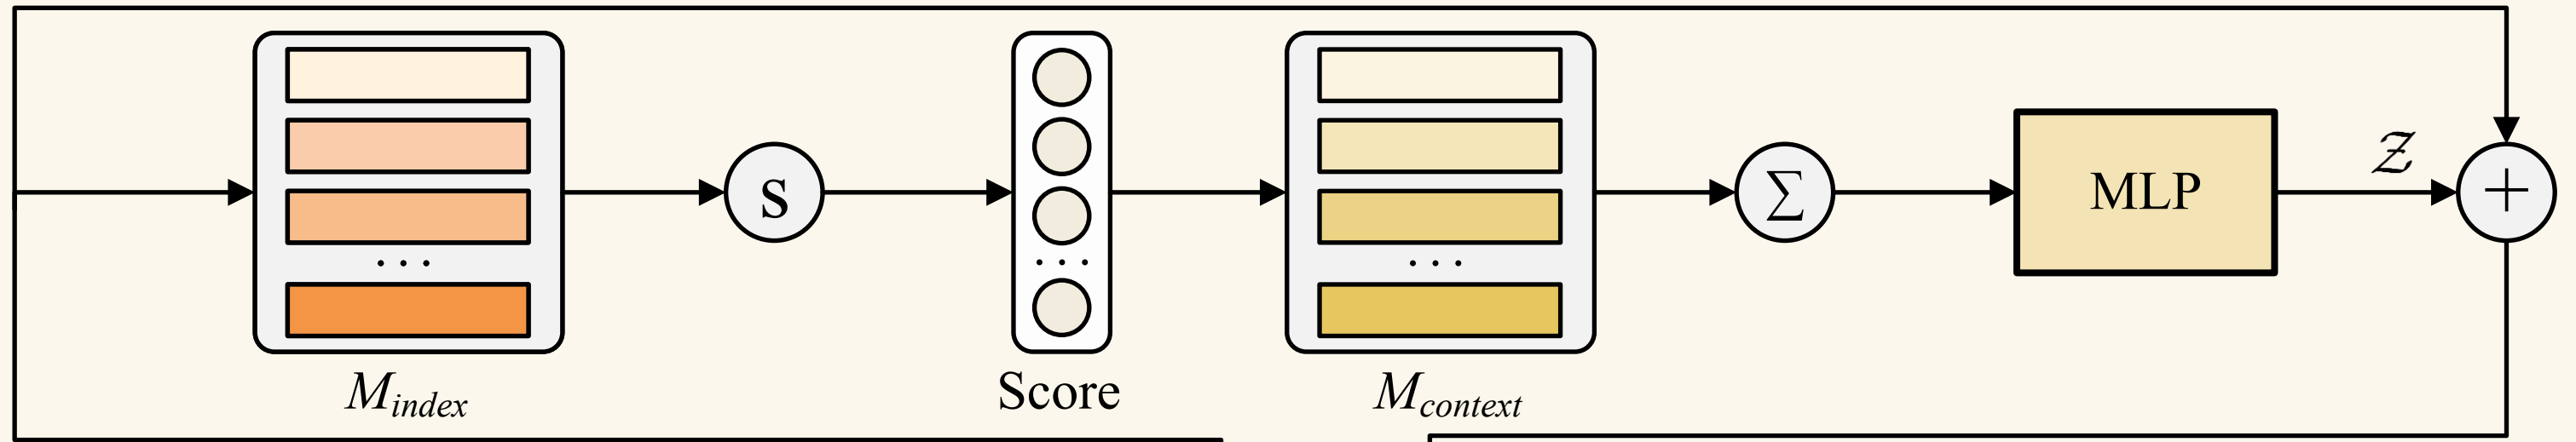 S
Σ
MLP
𝒵
+
. . .
. . .
. . .
M_index
Score
M_context